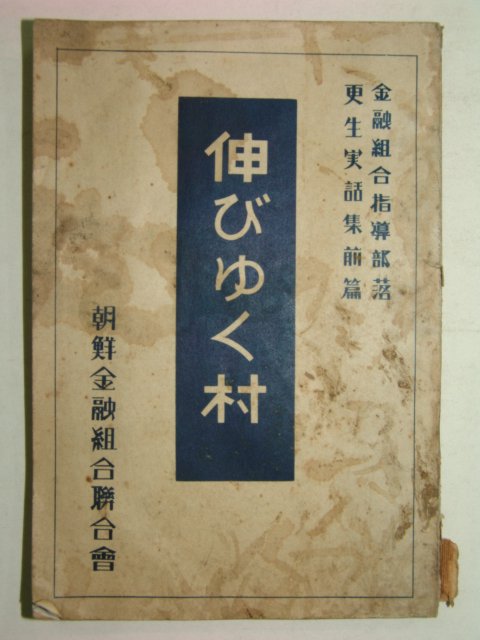 金融組合指導部落
更生実話集前篇
伸びゆく村
朝鮮金融組合聯合會